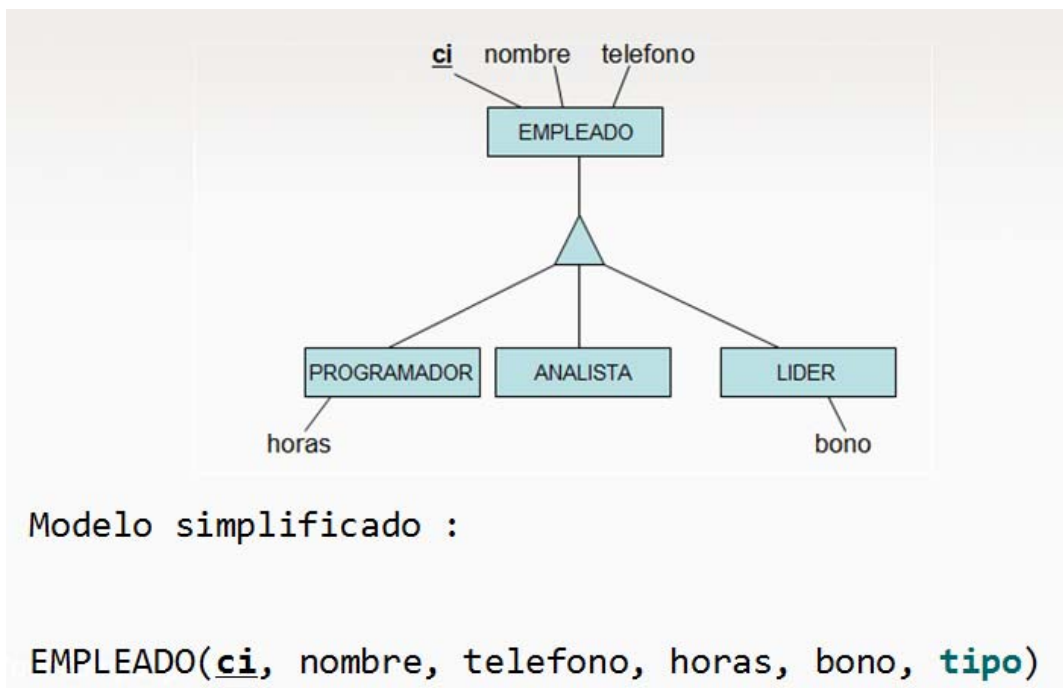 ci nombre telefono
EMPLEADO
PROGRAMADOR ANALISTA LIDER
horas bono
Modelo simplificado :
EMPLEADO(ci, nombre, telefono, horas, bono, tipo)